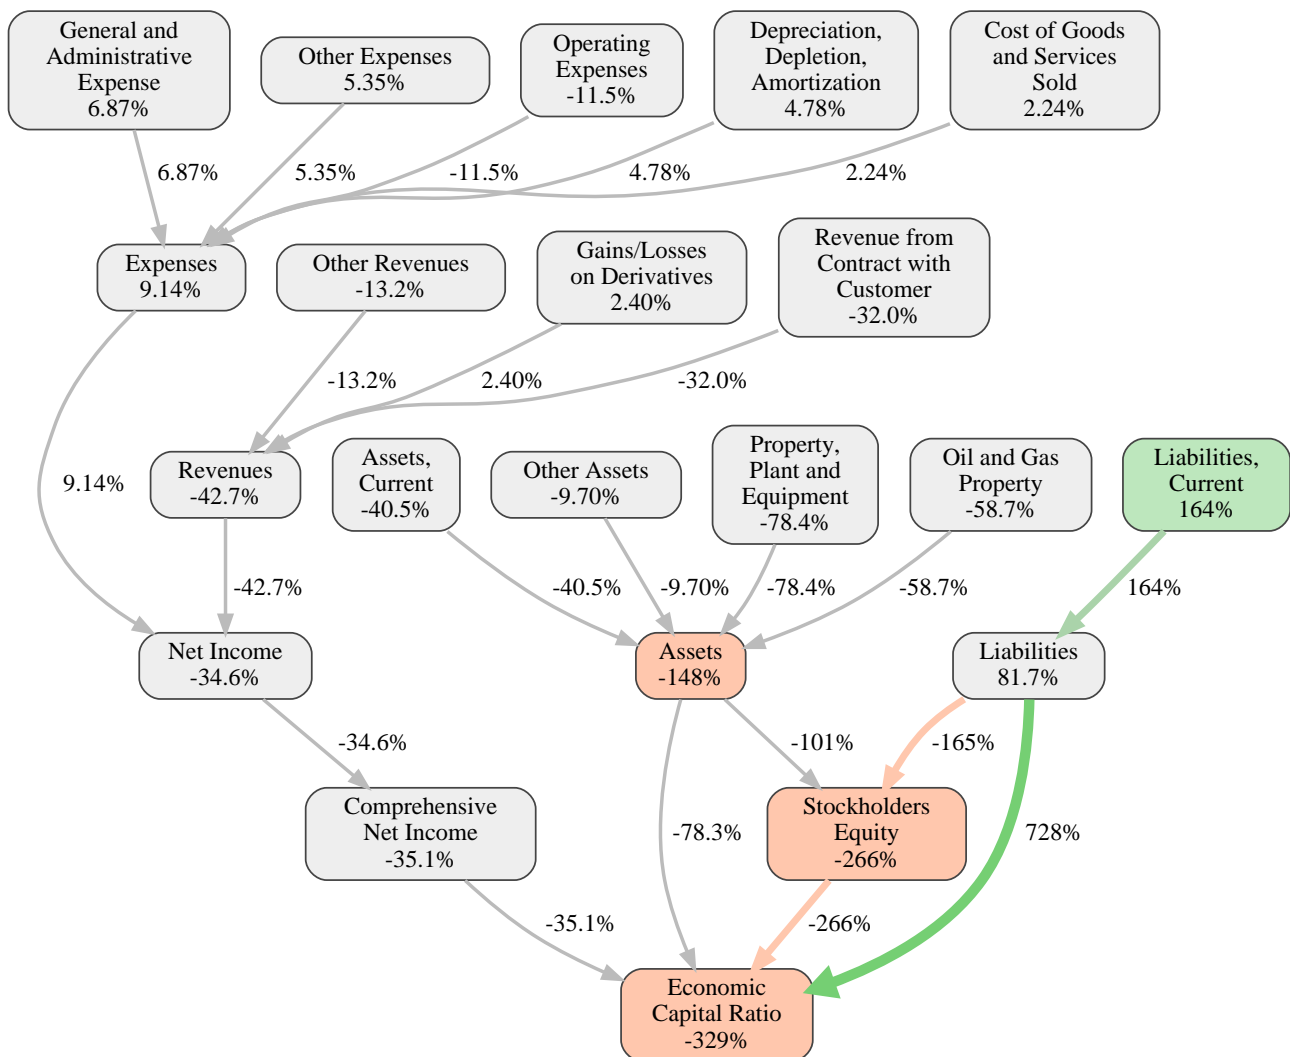 General and
Administrative
Expense
6.87%
Other Expenses
5.35%
Operating
Expenses
-11.5%
Depreciation,
Depletion,
Amortization
4.78%
Cost of Goods
and Services
Sold
2.24%
6.87%
5.35%
-11.5%
4.78%
2.24%
Expenses
9.14%
Other Revenues
-13.2%
Gains/Losses
on Derivatives
2.40%
Revenue from
Contract with
Customer
-32.0%
-13.2%
2.40%
-32.0%
9.14%
Revenues
-42.7%
Assets,
Current
-40.5%
Other Assets
-9.70%
Property,
Plant and
Equipment
-78.4%
Oil and Gas
Property
-58.7%
Liabilities,
Current
164%
-42.7%
-40.5%
-9.70%
-78.4%
-58.7%
164%
Net Income
-34.6%
Assets
-148%
Liabilities
81.7%
-34.6%
-101%
-165%
Comprehensive
Net Income
-35.1%
-78.3%
Stockholders
Equity
-266%
728%
-35.1%
-266%
Economic
Capital Ratio
-329%